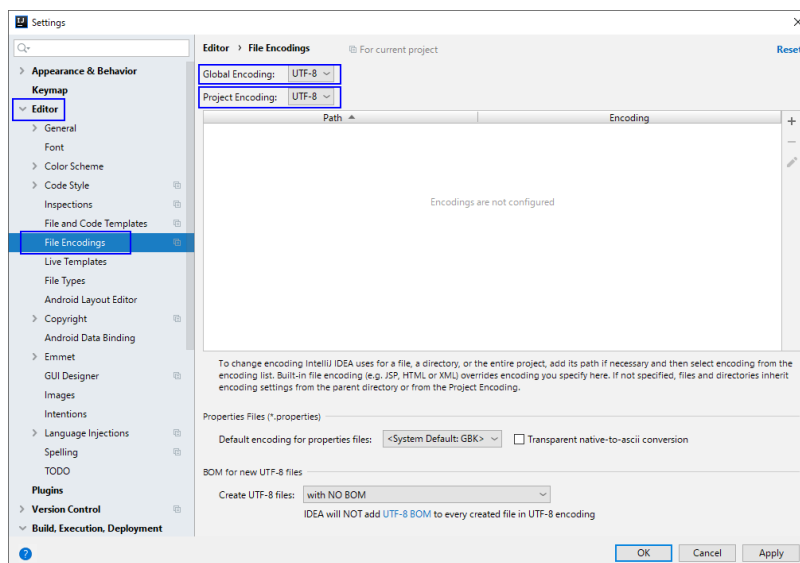 Settings
Editor › File Encodings
For current project
Reset
Global Encoding: UTF-8
Project Encoding: UTF-8
Appearance & Behavior
Keymap
Editor
General
Font
Color Scheme
Code Style
Inspections
File and Code Templates
File Encodings
Live Templates
File Types
Android Layout Editor
Copyright
Android Data Binding
Emmet
GUI Designer
Images
Intentions
Language Injections
Spelling
TODO
Plugins
Version Control
Build, Execution, Deployment
Path Encoding
Encodings are not configured
To change encoding IntelliJ IDEA uses for a file, a directory, or the entire project, add its path if necessary and then select encoding from the
encoding list. Built-in file encoding (e.g. JSP, HTML or XML) overrides encoding you specify here. If not specified, files and directories inherit
encoding settings from the parent directory or from the Project Encoding.
Properties Files (*.properties)
Default encoding for properties files: <System Default: GBK> Transparent native-to-ascii conversion
BOM for new UTF-8 files
Create UTF-8 files: with NO BOM
IDEA will NOT add UTF-8 BOM to every created file in UTF-8 encoding
? OK Cancel Apply